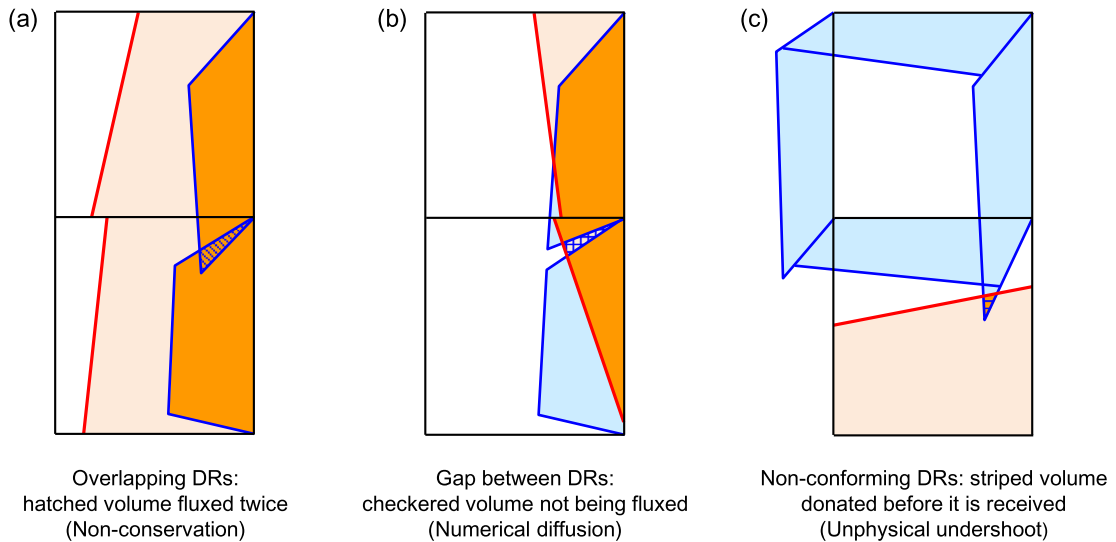 (a)
(b)
(c)
Overlapping DRs:
hatched volume fluxed twice
(Non-conservation)
Gap between DRs:
checkered volume not being fluxed
(Numerical diffusion)
Non-conforming DRs: striped volume
donated before it is received
(Unphysical undershoot)